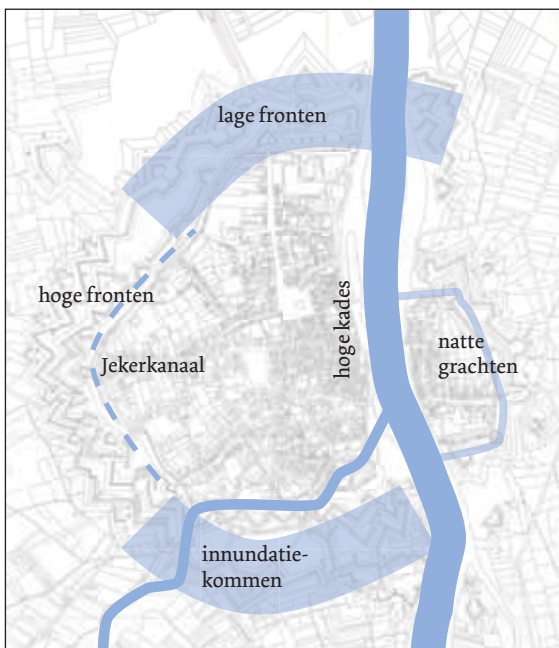 lage fronten
hoge fronten
Jekerkanaal
hoge kades
natte
grachten
innundatie-
kommen